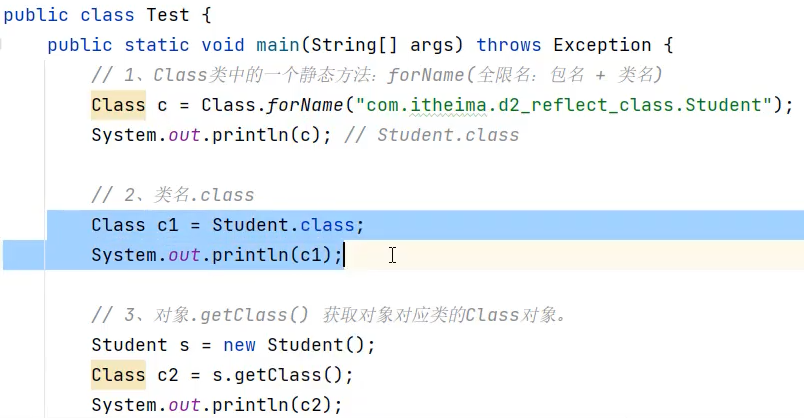 public class Test {
public static void main(String[] args) throws Exception {
// 1、Class类中的一个静态方法：forName(全限名：包名 + 类名)
Class c = Class.forName("com.itheima.d2_reflect_class.Student");
System.out.println(c); // Student.class
// 2、类名.class
Class c1 = Student.class;
System.out.println(c1);
// 3、对象.getClass() 获取对象对应类的Class对象。
Student s = new Student();
Class c2 = s.getClass();
System.out.println(c2);